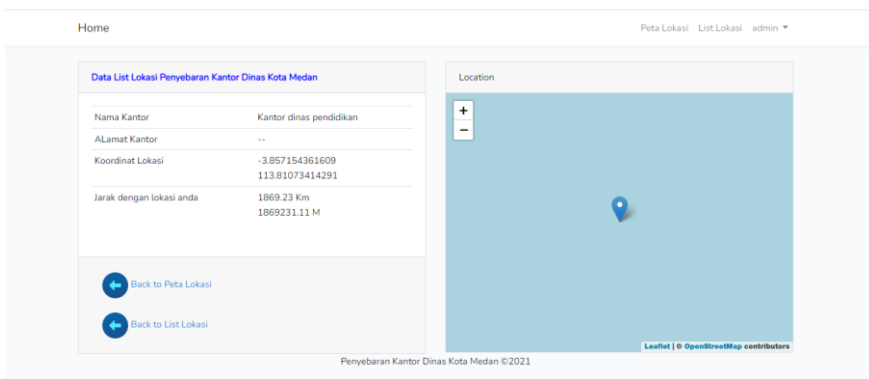 Home
Peta Lokasi List Lokasi admin
Data List Lokasi Penyebaran Kantor Dinas Kota Medan
Nama Kantor Kantor dinas pendidikan
ALamat Kantor --
Koordinat Lokasi -3.857154361609
113.81073414291
Jarak dengan lokasi anda 1869.23 Km
1869231.11 M
Back to Peta Lokasi
Back to List Lokasi
Location
+
−
Leaflet | © OpenStreetMap contributors
Penyebaran Kantor Dinas Kota Medan ©2021